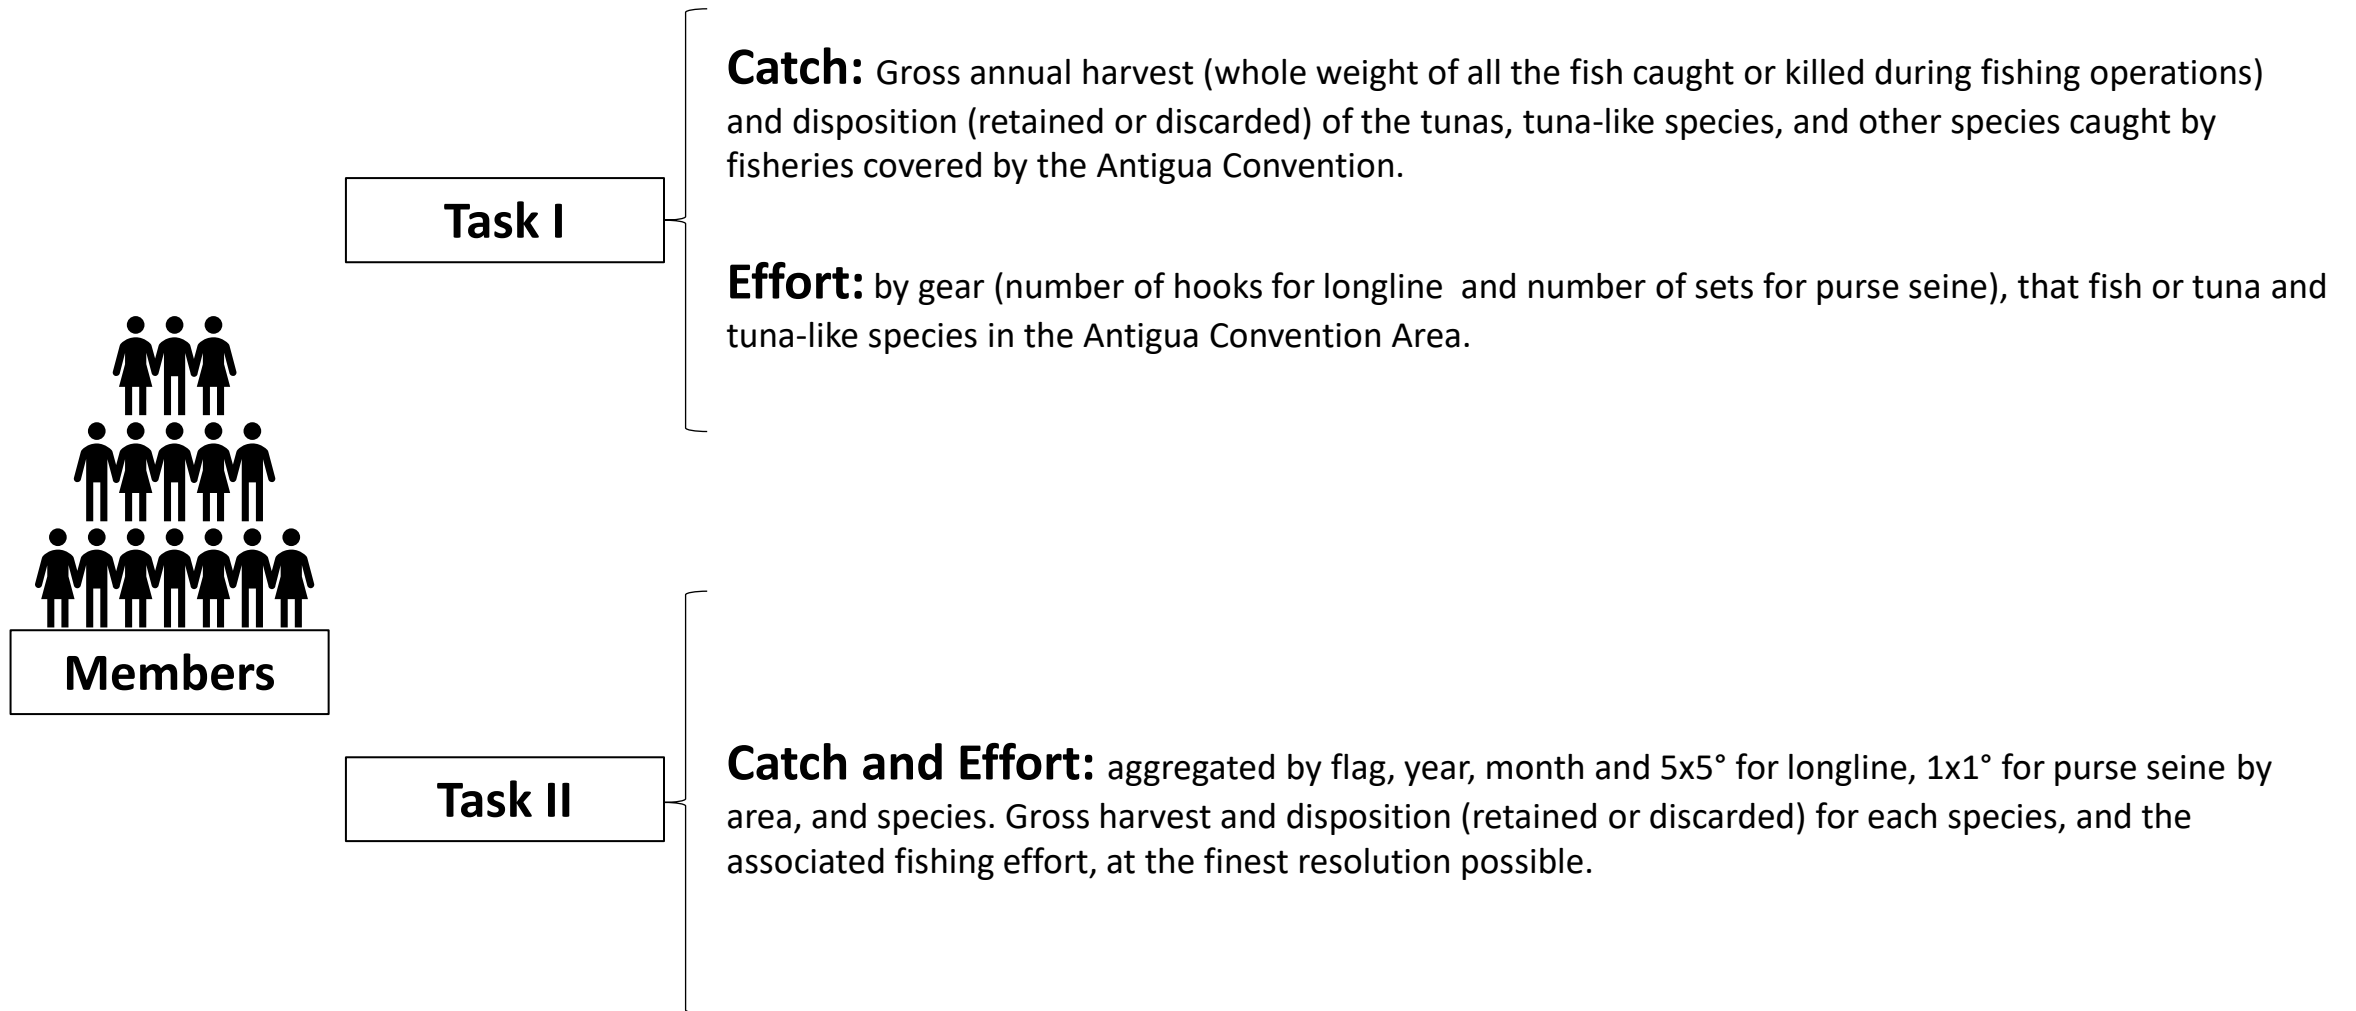 Catch: Gross annual harvest (whole weight of all the fish caught or killed during fishing operations)
and disposition (retained or discarded) of the tunas, tuna-like species, and other species caught by
fisheries covered by the Antigua Convention.
Task I
Effort: by gear (number of hooks for longline  and number of sets for purse seine), that fish or tuna and
tuna-like species in the Antigua Convention Area.
Members
Task II
Catch and Effort: aggregated by flag, year, month and 5x5° for longline, 1x1° for purse seine by
area, and species. Gross harvest and disposition (retained or discarded) for each species, and the
associated fishing effort, at the finest resolution possible.